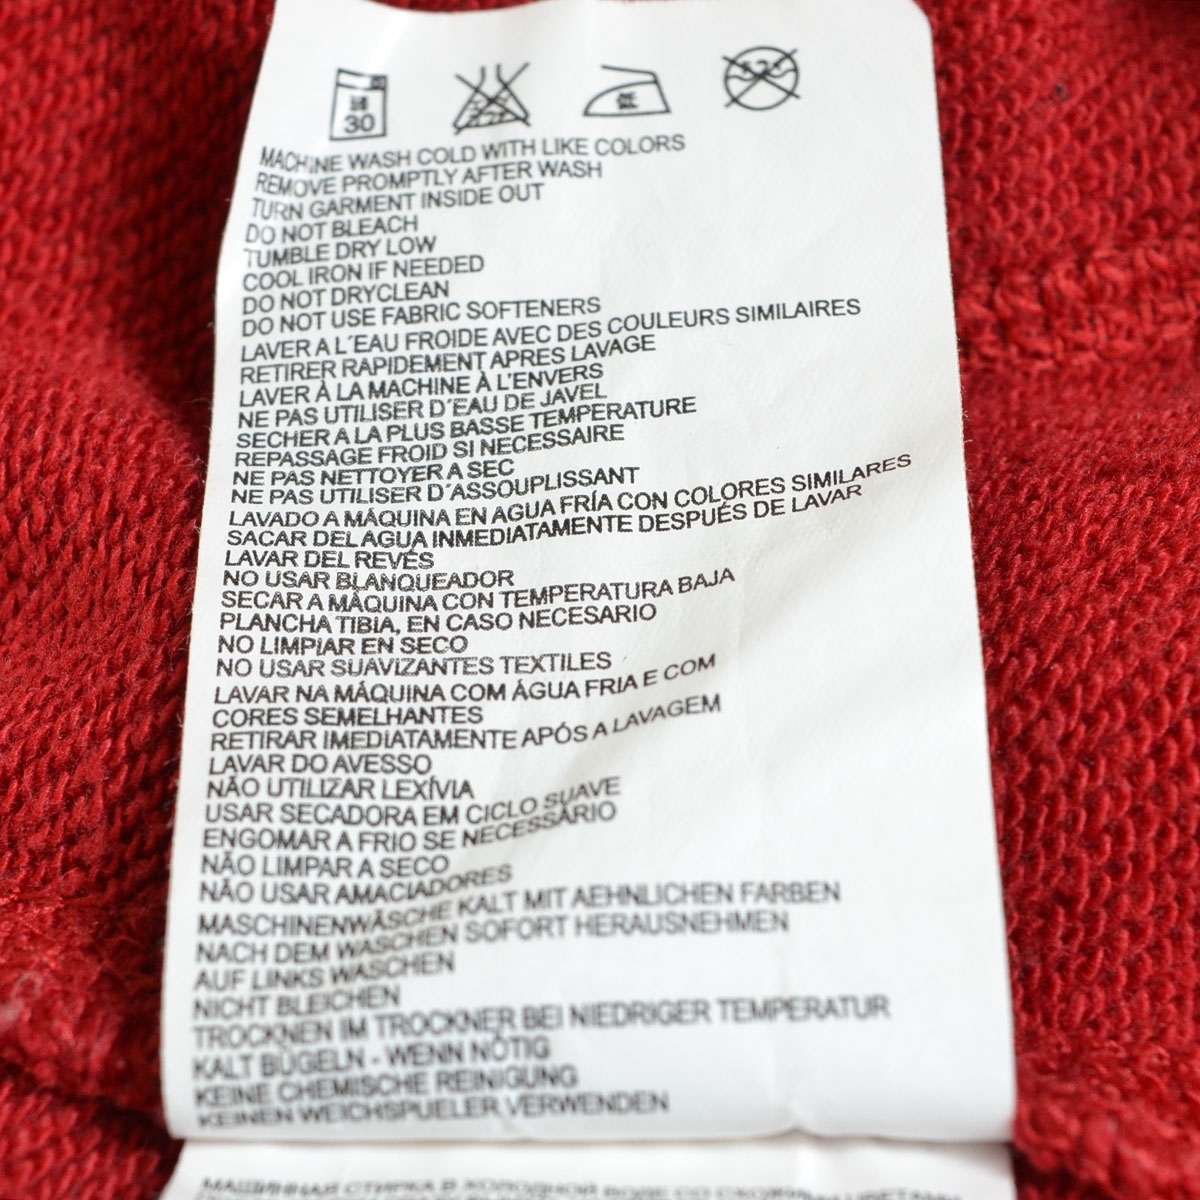 30
MACHINE WASH COLD WITH LIKE COLORS
REMOVE PROMPTLY AFTER WASH
TURN GARMENT INSIDE OUT
DO NOT BLEACH
TUMBLE DRY LOW
COOL IRON IF NEEDED
DO NOT DRYCLEAN
DO NOT USE FABRIC SOFTENERS
LAVER A L´EAU FROIDE AVEC DES COULEURS SIMILAIRES
RETIRER RAPIDEMENT APRES LAVAGE
LAVER À LA MACHINE À L'ENVERS
NE PAS UTILISER D´EAU DE JAVEL
SECHER A LA PLUS BASSE TEMPERATURE
REPASSAGE FROID SI NECESSAIRE
NE PAS NETTOYER A SEC
NE PAS UTILISER D´ASSOUPLISSANT
LAVADO A MÁQUINA EN AGUA FRÍA CON COLORES SIMILARES
SACAR DEL AGUA INMEDIATAMENTE DESPUÉS DE LAVAR
LAVAR DEL REVÉS
NO USAR BLANQUEADOR
SECAR A MÁQUINA CON TEMPERATURA BAJA
PLANCHA TIBIA, EN CASO NECESARIO
NO LIMPIAR EN SECO
NO USAR SUAVIZANTES TEXTILES
LAVAR NA MÁQUINA COM ÁGUA FRIA E COM
CORES SEMELHANTES
RETIRAR IMEDIATAMENTE APÓS A LAVAGEM
LAVAR DO AVESSO
NÃO UTILIZAR LEXÍVIA
USAR SECADORA EM CICLO SUAVE
ENGOMAR A FRIO SE NECESSÁRIO
NÃO LIMPAR A SECO
NÃO USAR AMACIADORES
MASCHINENWÄSCHE KALT MIT AEHNLICHEN FARBEN
NACH DEM WASCHEN SOFORT HERAUSNEHMEN
AUF LINKS WASCHEN
NICHT BLEICHEN
TROCKNEN IM TROCKNER BEI NIEDRIGER TEMPERATUR
KALT BÜGELN - WENN NÖTIG
KEINE CHEMISCHE REINIGUNG
KEINEN WEICHSPUELER VERWENDEN
МАШИННАЯ СТИРКА В ХОЛОДНОЙ ВОДЕ СО